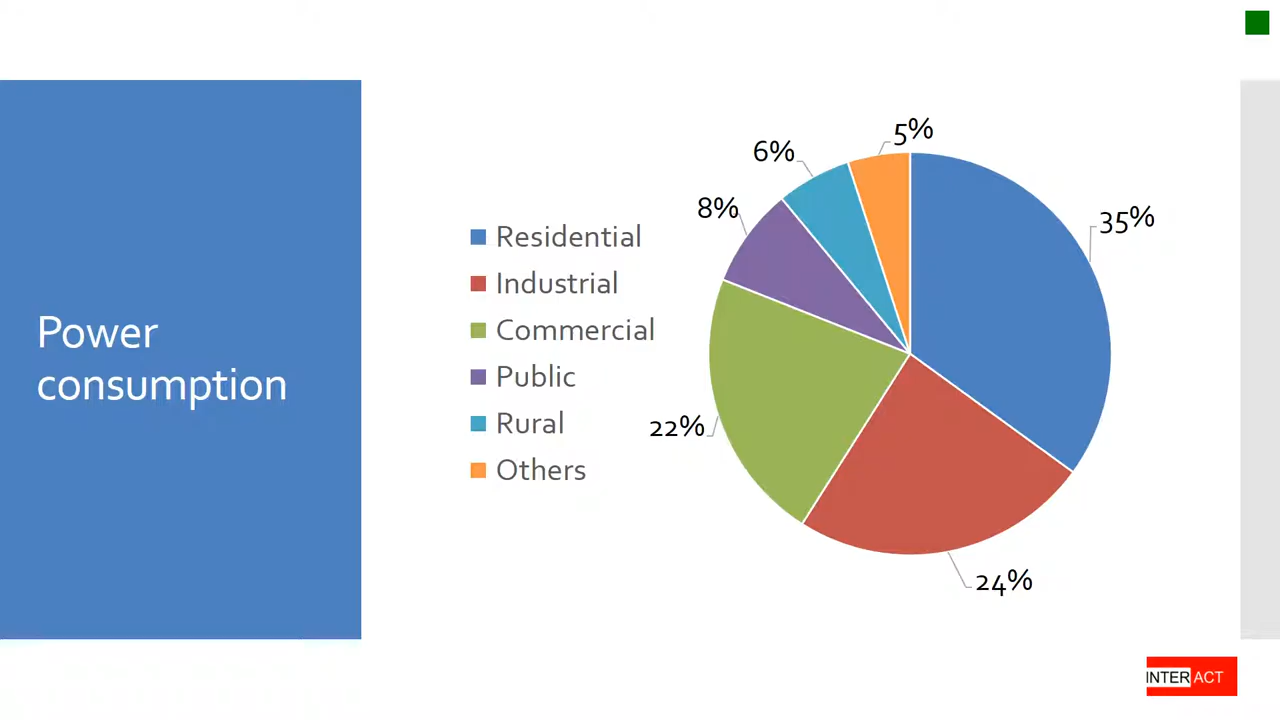 Power
consumption
Residential
Industrial
Commercial
Public
Rural
Others
5%
6%
8%
35%
22%
24%
INTERACT